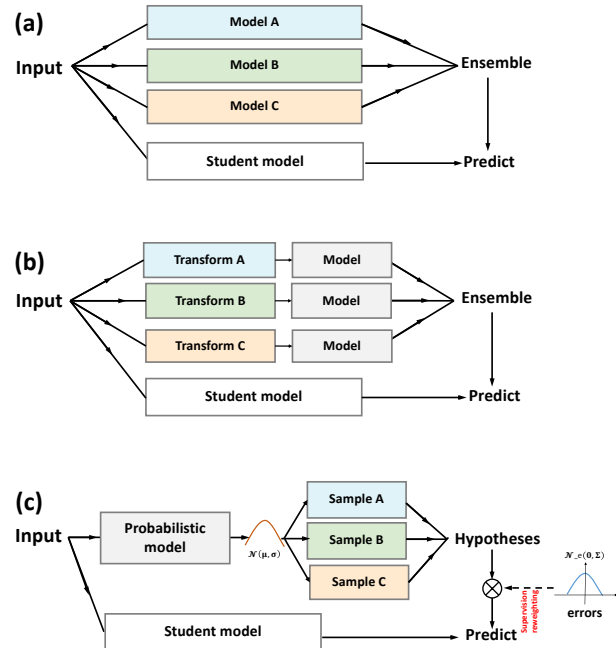 (a)
Model A
Model B
Model C
Input
Ensemble
Student model
Predict
(b)
Transform A
Model
Transform B
Model
Transform C
Model
Input
Ensemble
Student model
Predict
(c)
Sample A
Input
Probabilistic
model
𝒩(μ, σ)
Sample B
Hypotheses
Sample C
𝒩_e(0, Σ)
Supervision
reweighting
errors
Student model
Predict